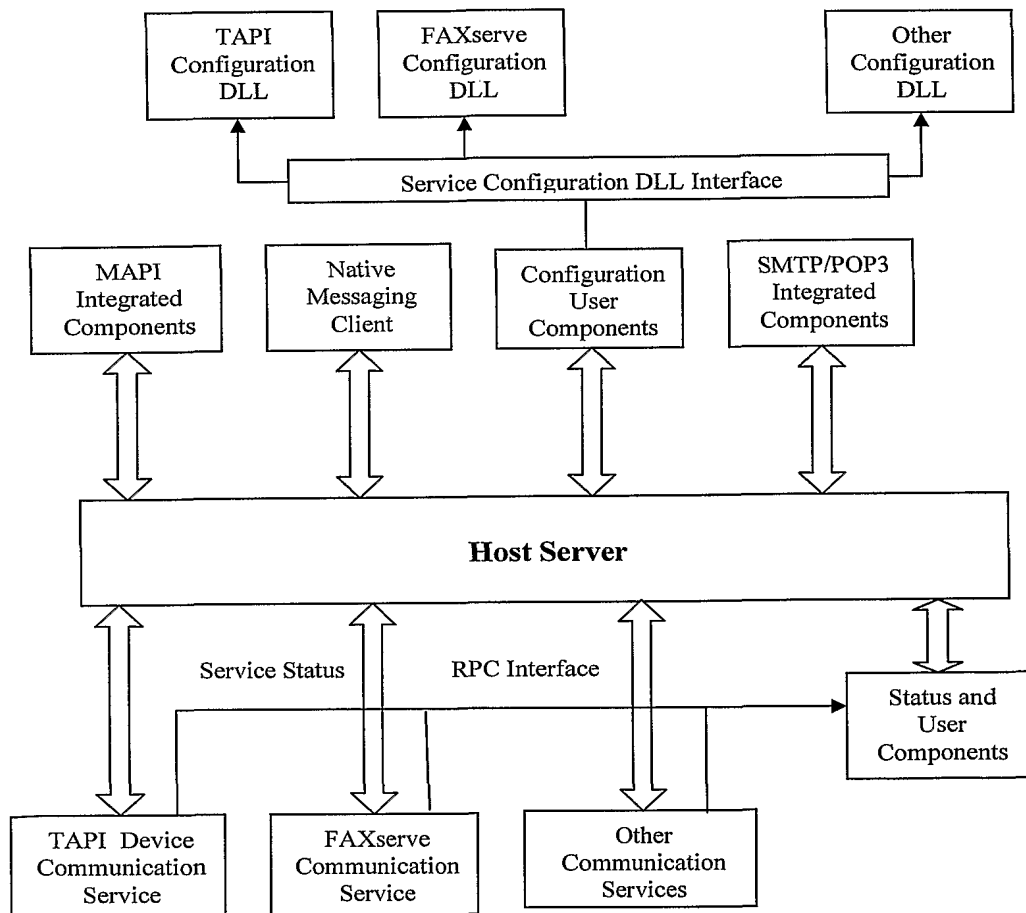 TAPI
Configuration
DLL
FAXserve
Configuration
DLL
Other
Configuration
DLL
Service Configuration DLL Interface
MAPI
Integrated
Components
Native
Messaging
Client
Configuration
User
Components
SMTP/POP3
Integrated
Components
Host Server
Service Status
RPC Interface
Status and
User
Components
TAPI Device
Communication
Service
FAXserve
Communication
Service
Other
Communication
Services